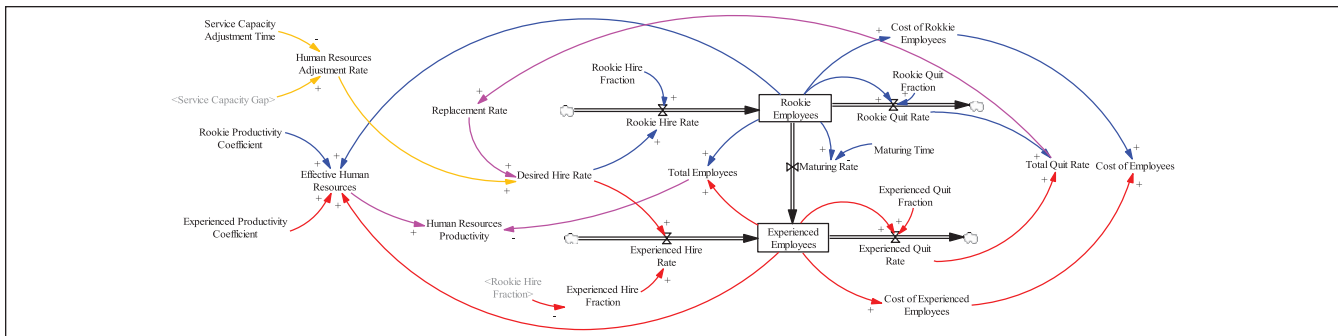 Service Capacity
Adjustment Time
Human Resources
Adjustment Rate
<Service Capacity Gap>
Rookie Productivity
Coefficient
Effective Human
Resources
Experienced Productivity
Coefficient
Human Resources
Productivity
Replacement Rate
Desired Hire Rate
Rookie Hire
Fraction
Rookie Hire Rate
Total Employees
Experienced Hire
Rate
<Rookie Hire
Fraction>
Experienced Hire
Fraction
Rookie
Employees
Cost of Rokkie
Employees
Rookie Quit
Fraction
Rookie Quit Rate
Maturing Time
Maturing Rate
Experienced Quit
Fraction
Experienced
Employees
Experienced Quit
Rate
Cost of Experienced
Employees
Total Quit Rate
Cost of Employees